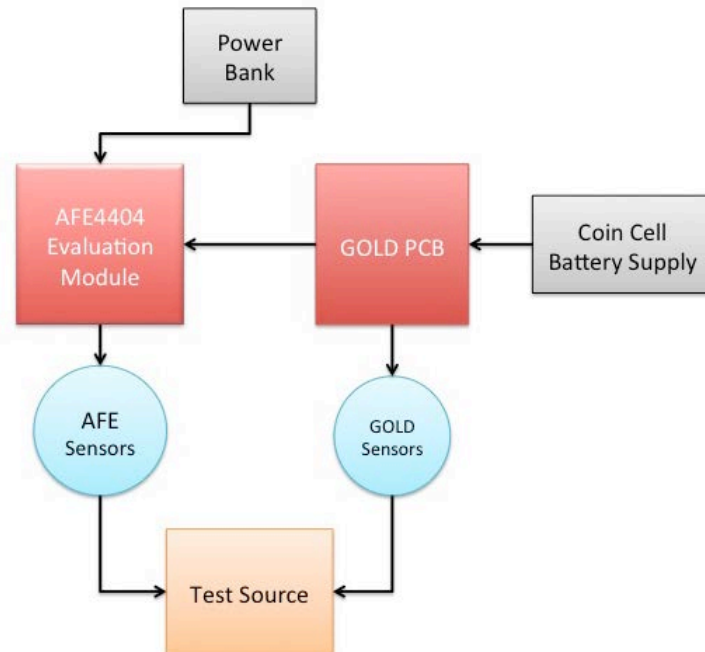 Power
Bank
AFE4404
Evaluation
Module
GOLD PCB
Coin Cell
Battery Supply
AFE
Sensors
GOLD
Sensors
Test Source